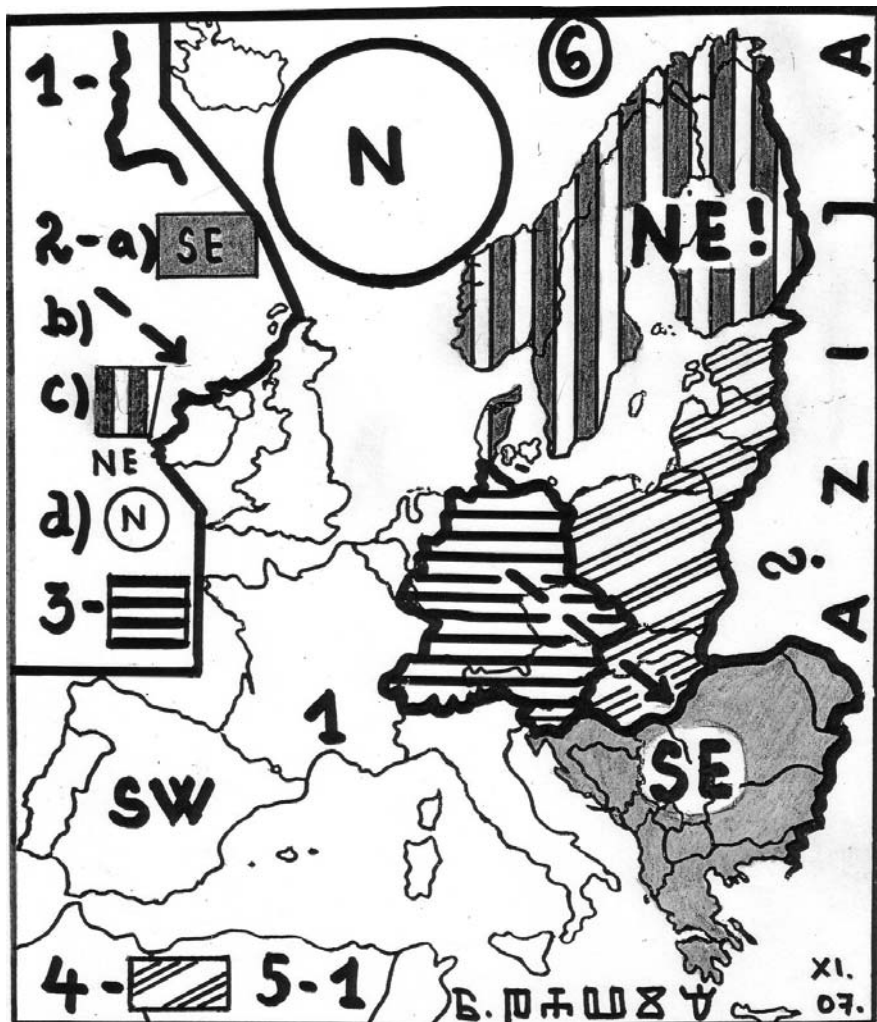 6
1-
N
2-a) SE
NE!
b)
c)
NE
d) N
3-
A ? Z I J A
1
SW
SE
4-
5-1
XI.
07.